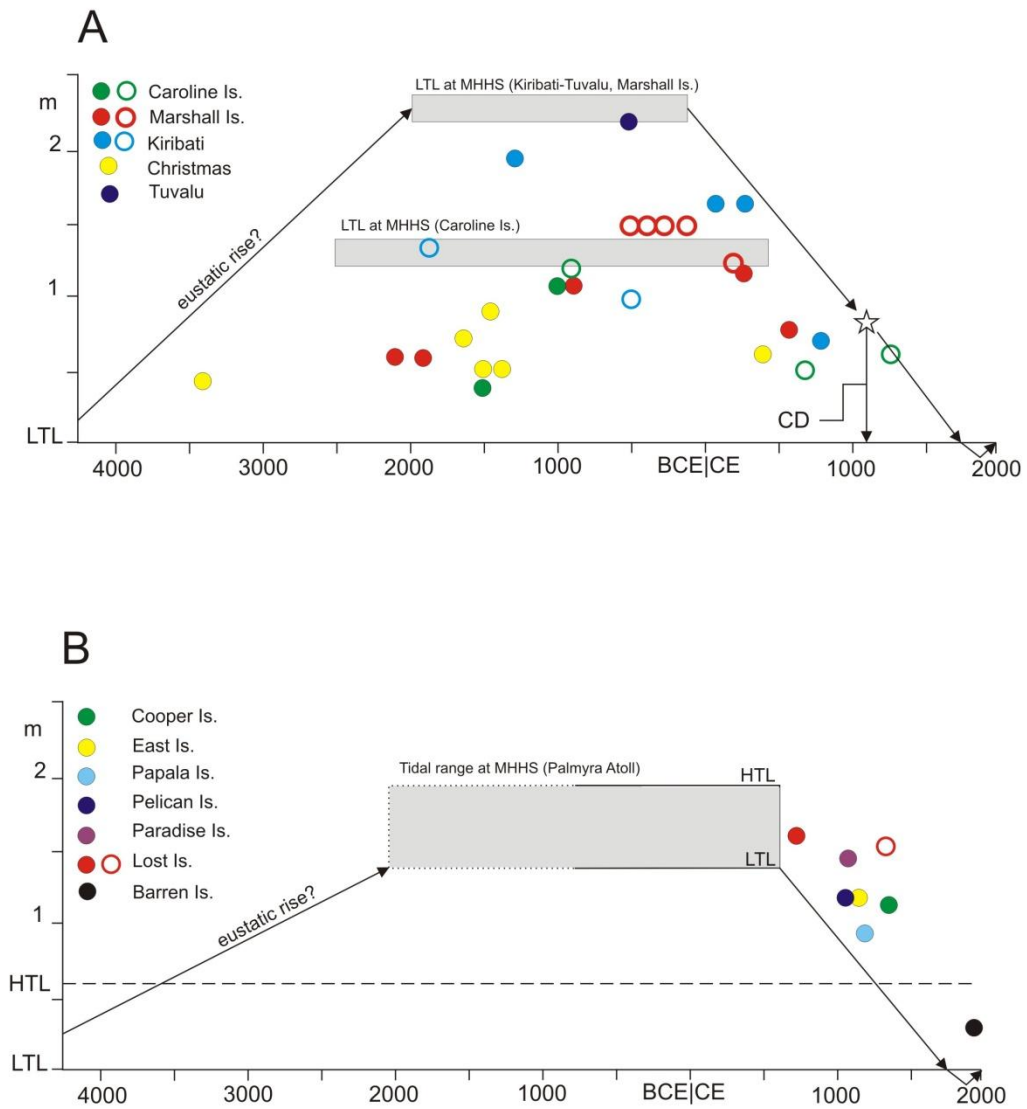 A
m
2
1
LTL
Caroline Is.
Marshall Is.
Kiribati
Christmas
Tuvalu
LTL at MHHS (Kiribati-Tuvalu, Marshall Is.)
LTL at MHHS (Caroline Is.)
eustatic rise?
CD
4000 3000 2000 1000 BCE|CE 1000 2000
B
m
2
1
HTL
LTL
Cooper Is.
East Is.
Papala Is.
Pelican Is.
Paradise Is.
Lost Is.
Barren Is.
Tidal range at MHHS (Palmyra Atoll)
HTL
LTL
eustatic rise?
4000 3000 2000 1000 BCE|CE 1000 2000